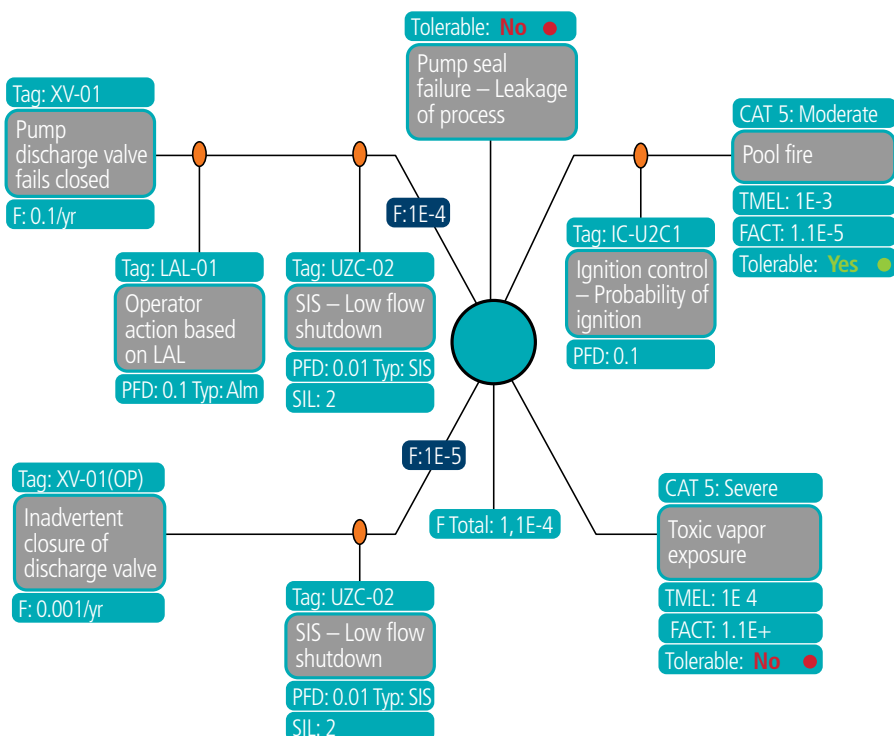 Tolerable: No
Pump seal
failure – Leakage
of process
Tag: XV-01
Pump
discharge valve
fails closed
F: 0.1/yr
CAT 5: Moderate
Pool fire
TMEL: 1E-3
FACT: 1.1E-5
Tolerable: Yes
F:1E-4
Tag: LAL-01
Operator
action based
on LAL
PFD: 0.1 Typ: Alm
Tag: UZC-02
SIS – Low flow
shutdown
PFD: 0.01 Typ: SIS
SIL: 2
Tag: IC-U2C1
Ignition control
– Probability of
ignition
PFD: 0.1
F:1E-5
Tag: XV-01(OP)
Inadvertent
closure of
discharge valve
F: 0.001/yr
F Total: 1,1E-4
CAT 5: Severe
Toxic vapor
exposure
TMEL: 1E 4
FACT: 1.1E+
Tolerable: No
Tag: UZC-02
SIS – Low flow
shutdown
PFD: 0.01 Typ: SIS
SIL: 2